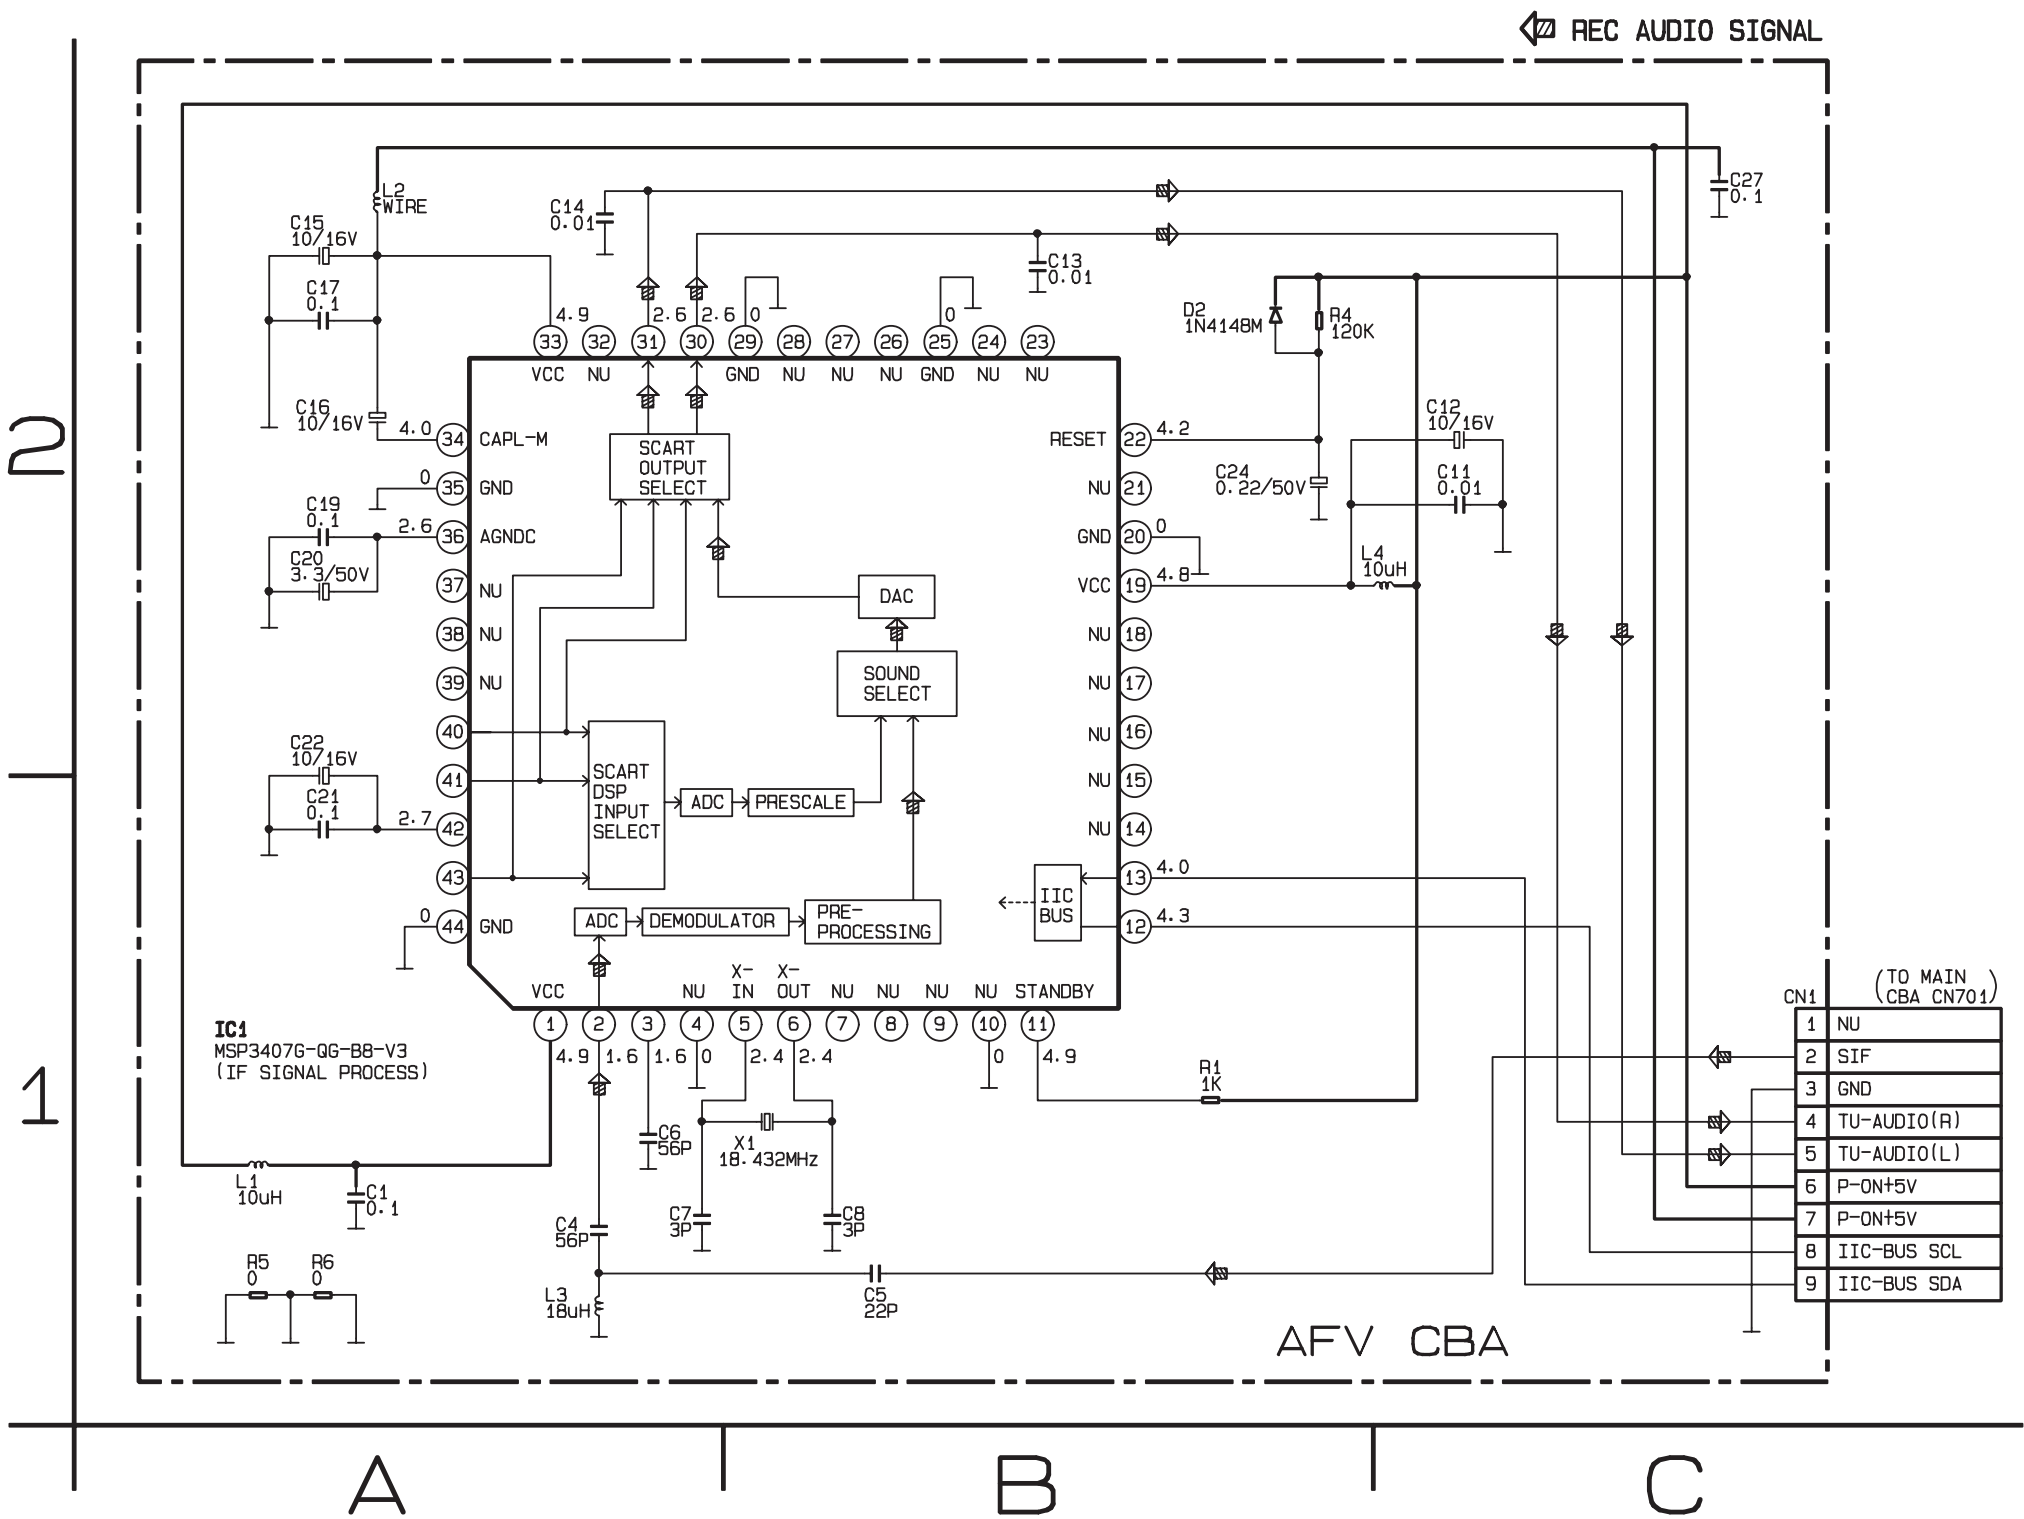 REC AUDIO SIGNAL
L2
WIRE
C15
10/16V
C17
0.1
C14
0.01
C13
0.01
C27
0.1
4.9
2.6
2.6
0
0
33
32
31
30
29
28
27
26
25
24
23
VCC
NU
GND
NU
NU
NU
GND
NU
NU
D2
1N4148M
R4
120K
C16
10/16V
4.0
34
CAPL-M
0
35
GND
C19
0.1
C20
3.3/50V
2.6
36
AGNDC
37
NU
38
NU
39
NU
40
41
C22
10/16V
C21
0.1
2.7
42
43
0
44
GND
SCART
OUTPUT
SELECT
DAC
SOUND
SELECT
SCART
DSP
INPUT
SELECT
ADC
PRESCALE
ADC
DEMODULATOR
PRE-
PROCESSING
IIC
BUS
RESET
22
4.2
NU
21
GND
20
0
VCC
19
4.8
NU
18
NU
17
NU
16
NU
15
NU
14
13
4.0
12
4.3
C24
0.22/50V
C12
10/16V
C11
0.01
L4
10uH
VCC
NU
X-
IN
X-
OUT
NU
NU
NU
NU
STANDBY
1
2
3
4
5
6
7
8
9
10
11
4.9
1.6
1.6
0
2.4
2.4
0
4.9
IC1
MSP3407G-QG-B8-V3
(IF SIGNAL PROCESS)
R1
1K
C6
56P
X1
18.432MHz
L1
10uH
C1
0.1
C4
56P
C7
3P
C8
3P
R5
0
R6
0
L3
18uH
C5
22P
AFV CBA
CN1
(TO MAIN )
(CBA CN701)
1 NU
2 SIF
3 GND
4 TU-AUDIO(R)
5 TU-AUDIO(L)
6 P-ON+5V
7 P-ON+5V
8 IIC-BUS SCL
9 IIC-BUS SDA
2
1
A
B
C